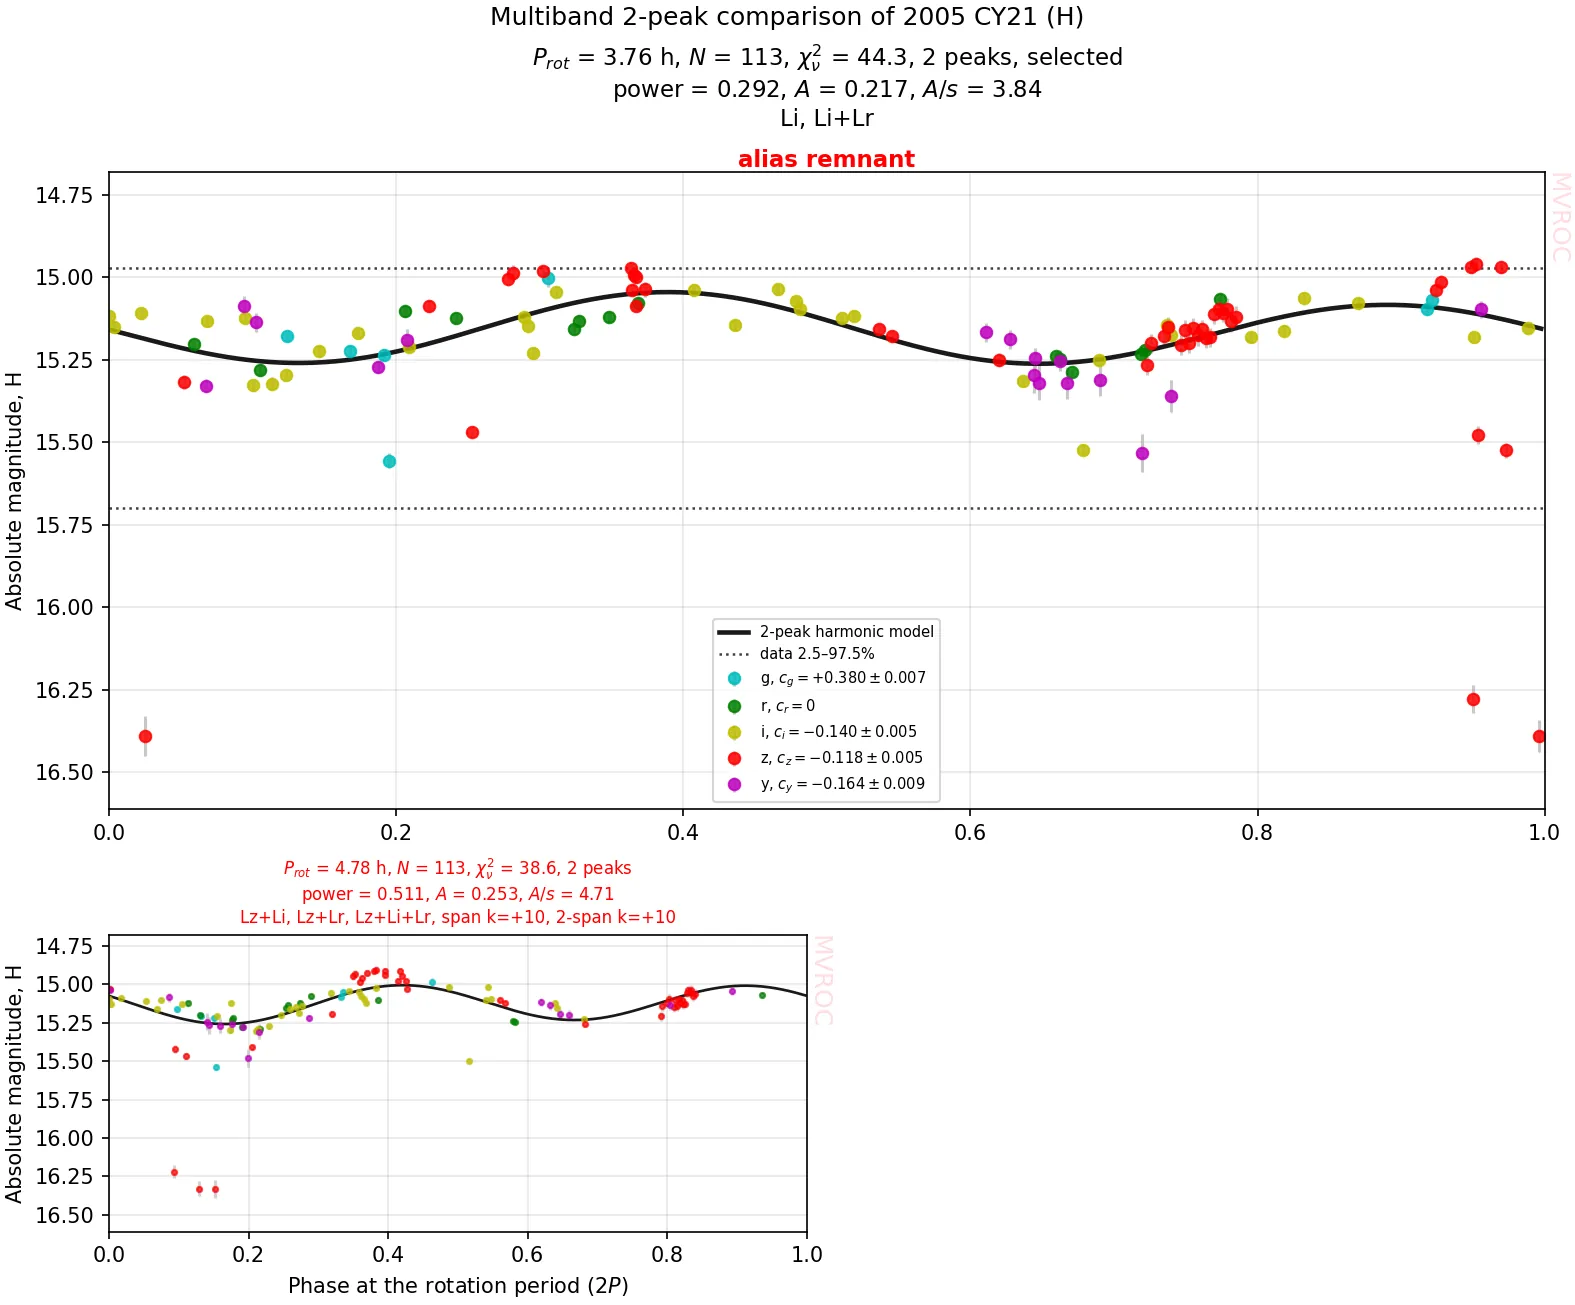 Multiband 2-peak comparison of 2005 CY21 (H)
P_rot = 3.76 h, N = 113, χ²_ν = 44.3, 2 peaks, selected
power = 0.292, A = 0.217, A/s = 3.84
Li, Li+Lr
alias remnant
MVROC
Absolute magnitude, H
14.75
15.00
15.25
15.50
15.75
16.00
16.25
16.50
2-peak harmonic model
data 2.5–97.5%
g, c_g = +0.380 ± 0.007
r, c_r = 0
i, c_i = −0.140 ± 0.005
z, c_z = −0.118 ± 0.005
y, c_y = −0.164 ± 0.009
0.0 0.2 0.4 0.6 0.8 1.0
P_rot = 4.78 h, N = 113, χ²_ν = 38.6, 2 peaks
power = 0.511, A = 0.253, A/s = 4.71
Lz+Li, Lz+Lr, Lz+Li+Lr, span k=+10, 2-span k=+10
MVROC
Absolute magnitude, H
14.75
15.00
15.25
15.50
15.75
16.00
16.25
16.50
0.0 0.2 0.4 0.6 0.8 1.0
Phase at the rotation period (2P)